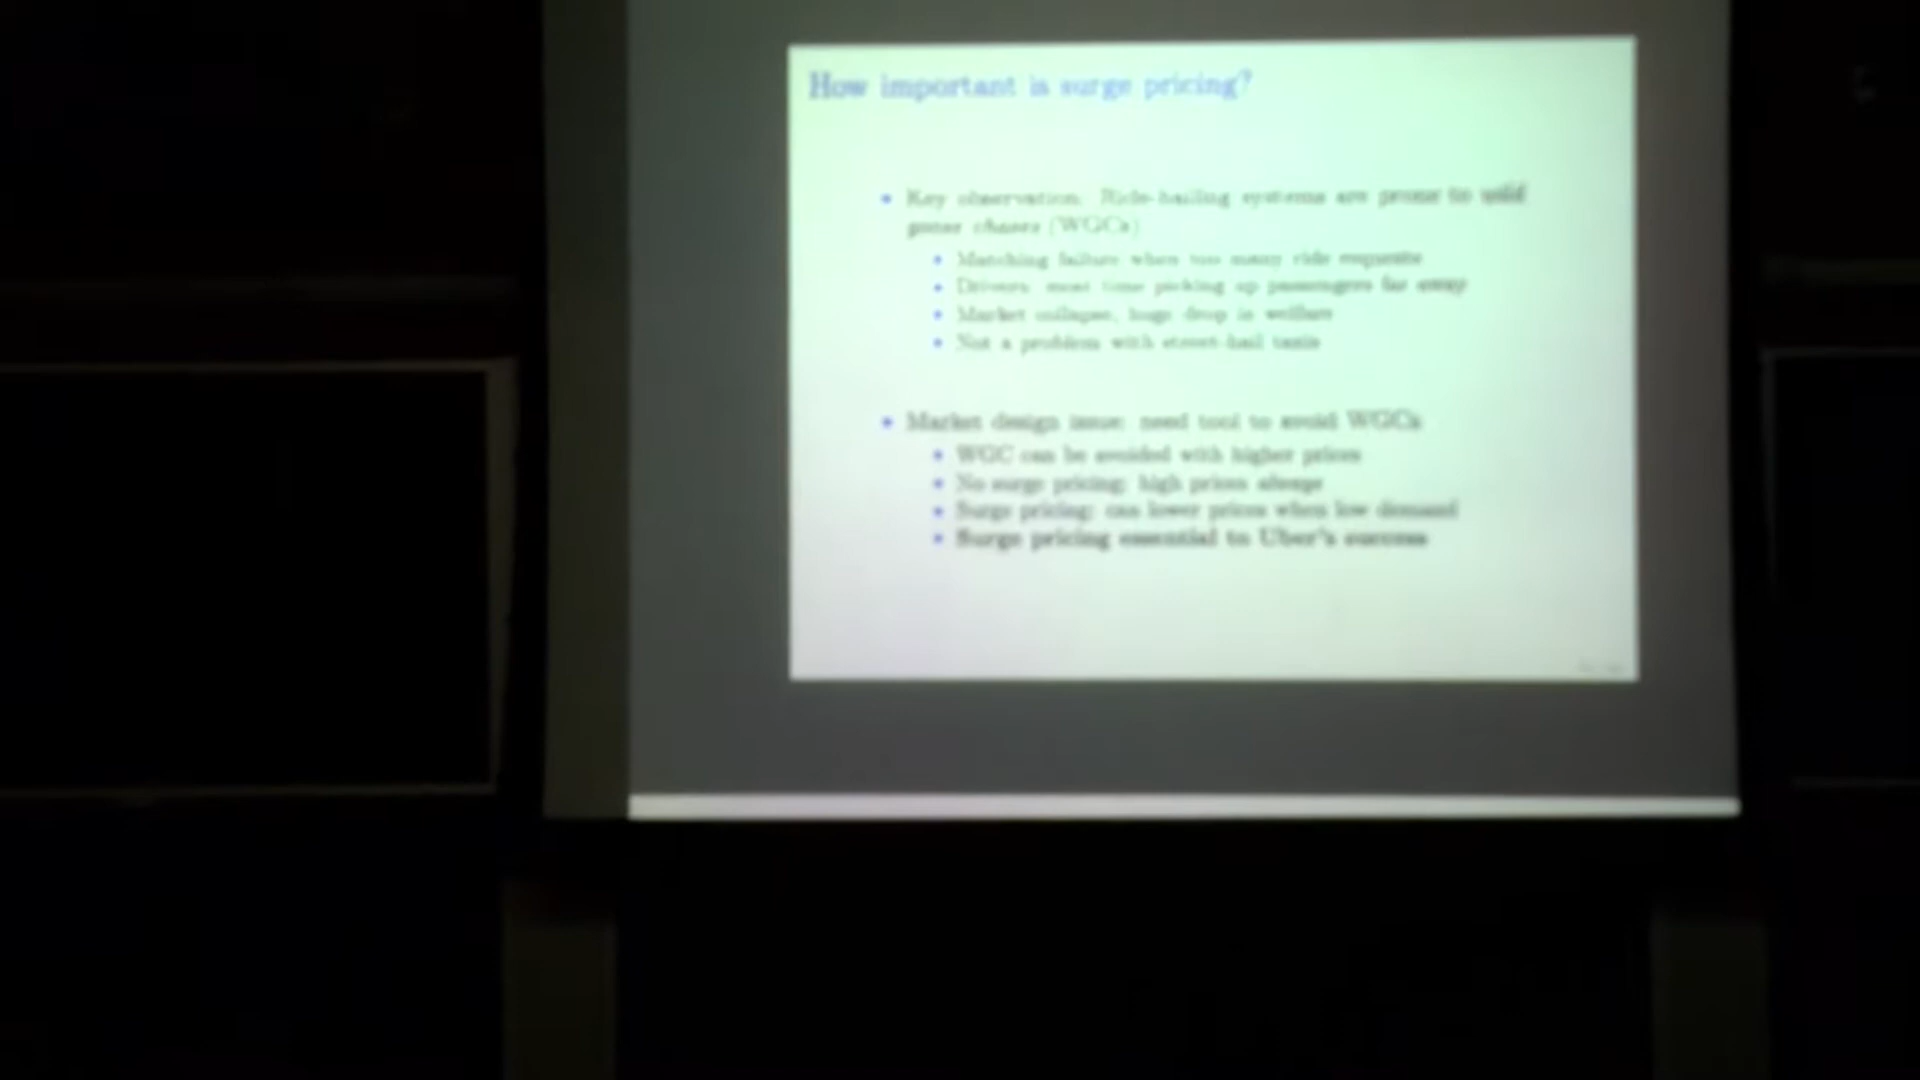 How important is surge pricing?
Key observation: Ride-hailing systems are prone to wild
goose chases (WGCs)
Matching failure when too many ride requests
Drivers: most time picking up passengers far away
Market collapse, huge drop in welfare
Not a problem with street-hail taxis
Market design issue: need tool to avoid WGCs
WGC can be avoided with higher prices
No surge pricing: high prices always
Surge pricing: can lower prices when low demand
Surge pricing essential to Uber's success